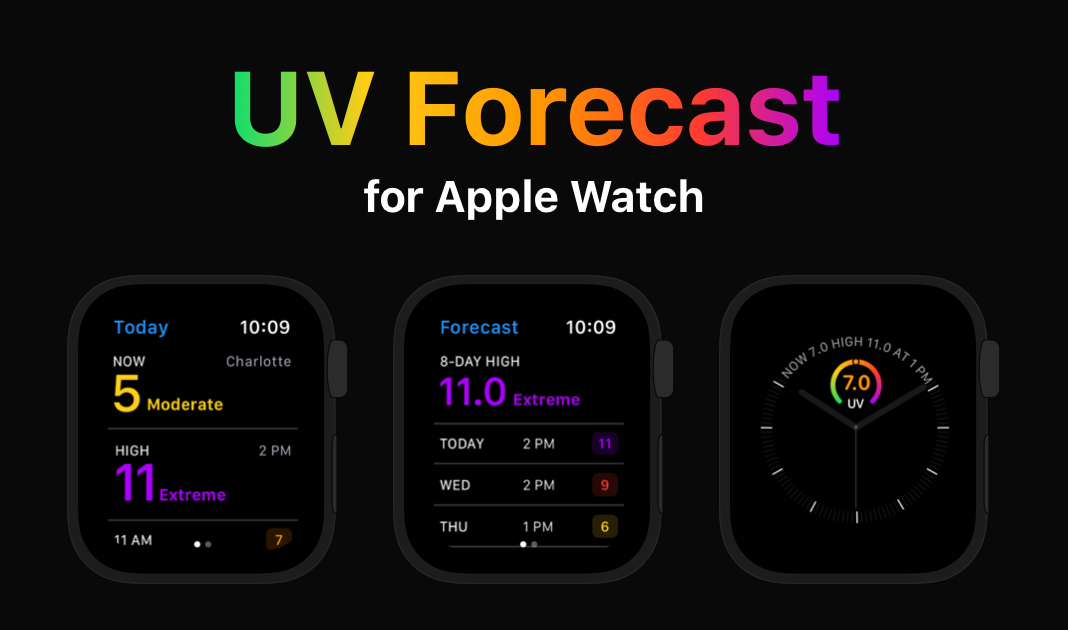 UV Forecast
for Apple Watch
Today 10:09
NOW Charlotte
5 Moderate
HIGH 2 PM
11 Extreme
11 AM 7
Forecast 10:09
8-DAY HIGH
11.0 Extreme
TODAY 2 PM 11
WED 2 PM 9
THU 1 PM 6
NOW 7.0 HIGH 11.0 AT 1 PM
7.0
UV